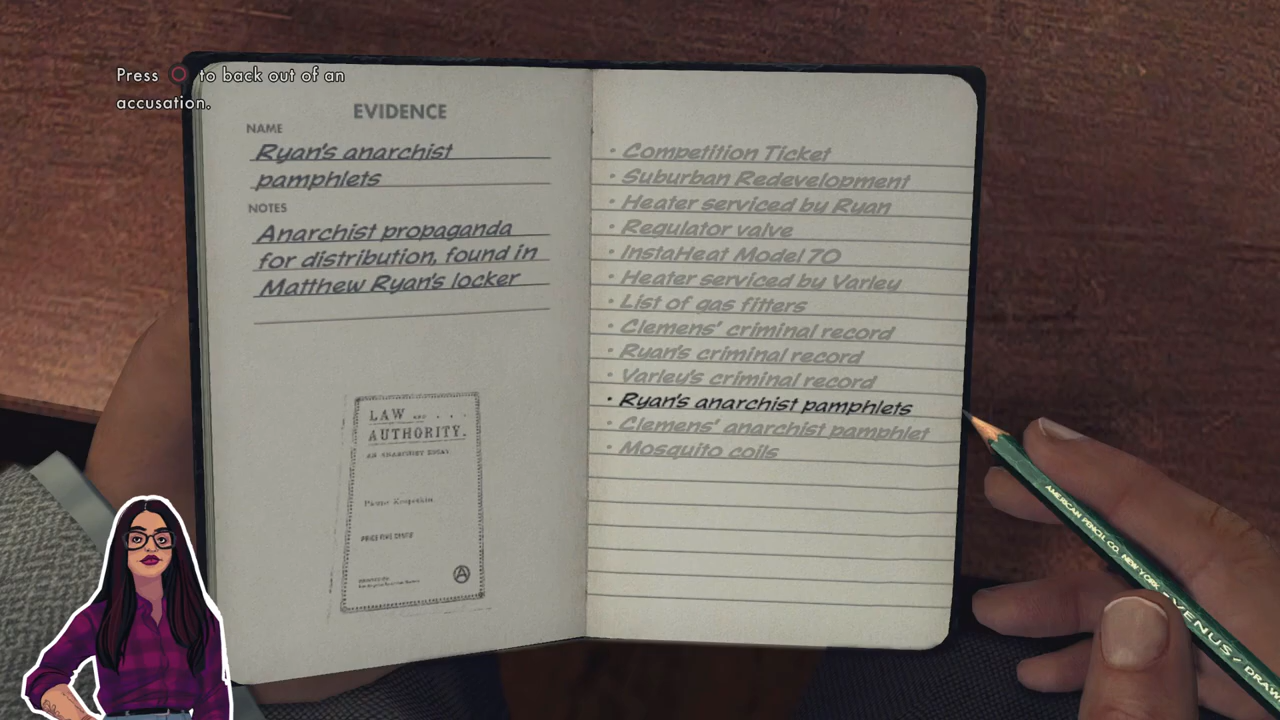 Press ○ to back out of an
accusation.
EVIDENCE
NAME
Ryan's anarchist
pamphlets
NOTES
Anarchist propaganda
for distribution, found in
Matthew Ryan's locker
LAW AND . . .
AUTHORITY.
AN ANARCHIST ESSAY
• Competition Ticket
• Suburban Redevelopment
• Heater serviced by Ryan
• Regulator valve
• InstaHeat Model 70
• Heater serviced by Varley
• List of gas fitters
• Clemens' criminal record
• Ryan's criminal record
• Varley's criminal record
• Ryan's anarchist pamphlets
• Clemens' anarchist pamphlet
• Mosquito coils
AMERICAN PENCIL CO. NEW YORK
VENUS / DRAW